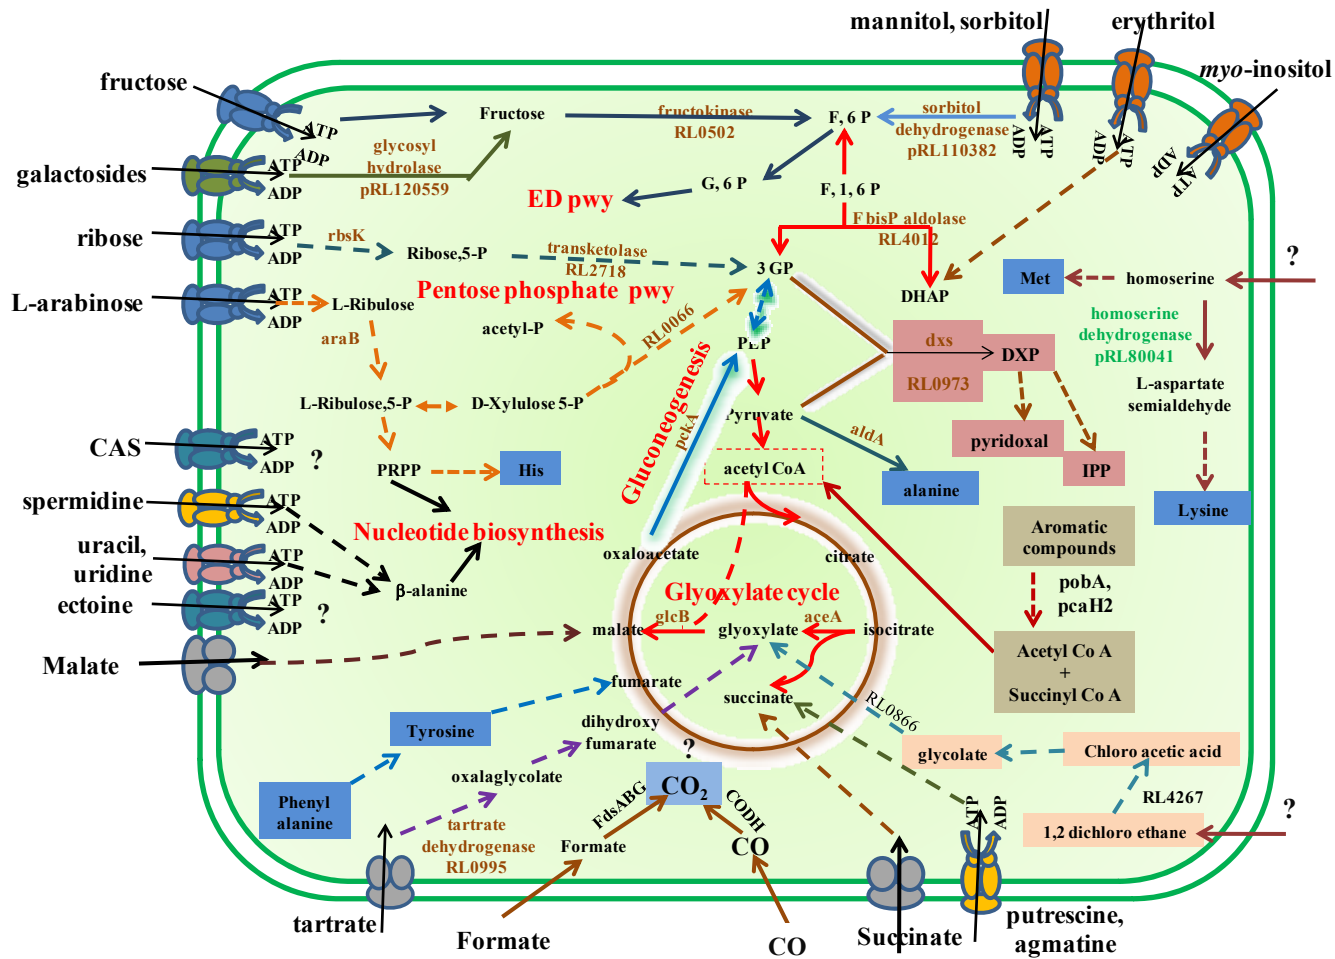 mannitol, sorbitol
erythritol
myo-inositol
fructose
ATP
ADP
Fructose
fructokinase
RL0502
F, 6 P
sorbitol
dehydrogenase
pRL110382
ADP
ATP
ADP
ATP
ADP
ATP
galactosides
ATP
ADP
glycosyl
hydrolase
pRL120559
G, 6 P
F, 1, 6 P
ED pwy
F bisP aldolase
RL4012
ribose
ATP
ADP
rbsK
Ribose,5-P
transketolase
RL2718
3 GP
DHAP
Met
homoserine
?
L-arabinose
ATP
ADP
L-Ribulose
araB
Pentose phosphate pwy
acetyl-P
RL0066
PEP
dxs
RL0973
DXP
homoserine
dehydrogenase
pRL80041
L-Ribulose,5-P
D-Xylulose 5-P
Gluconeogenesis
pckA
Pyruvate
aldA
pyridoxal
IPP
L-aspartate
semialdehyde
CAS
ATP
ADP
?
PRPP
His
acetyl CoA
alanine
Lysine
spermidine
ATP
ADP
Nucleotide biosynthesis
Aromatic
compounds
uracil,
uridine
ATP
ADP
β-alanine
oxaloacetate
citrate
pobA,
pcaH2
ectoine
ATP
ADP
?
Glyoxylate cycle
glcB
aceA
malate
glyoxylate
isocitrate
Malate
Acetyl Co A
+
Succinyl Co A
fumarate
succinate
RL0866
Tyrosine
dihydroxy
fumarate
?
glycolate
Chloro acetic acid
oxalaglycolate
CO2
Phenyl
alanine
FdsABG
CODH
RL4267
ATP
ADP
?
tartrate
dehydrogenase
RL0995
Formate
CO
1,2 dichloro ethane
tartrate
Formate
CO
Succinate
putrescine,
agmatine